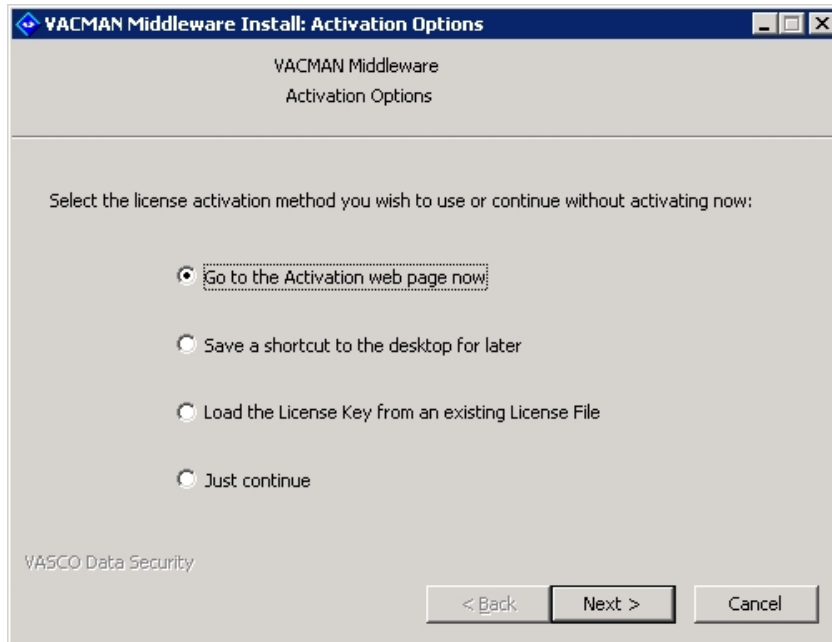 VACMAN Middleware Install: Activation Options
VACMAN Middleware
Activation Options
Select the license activation method you wish to use or continue without activating now:
Go to the Activation web page now
Save a shortcut to the desktop for later
Load the License Key from an existing License File
Just continue
VASCO Data Security
< Back
Next >
Cancel